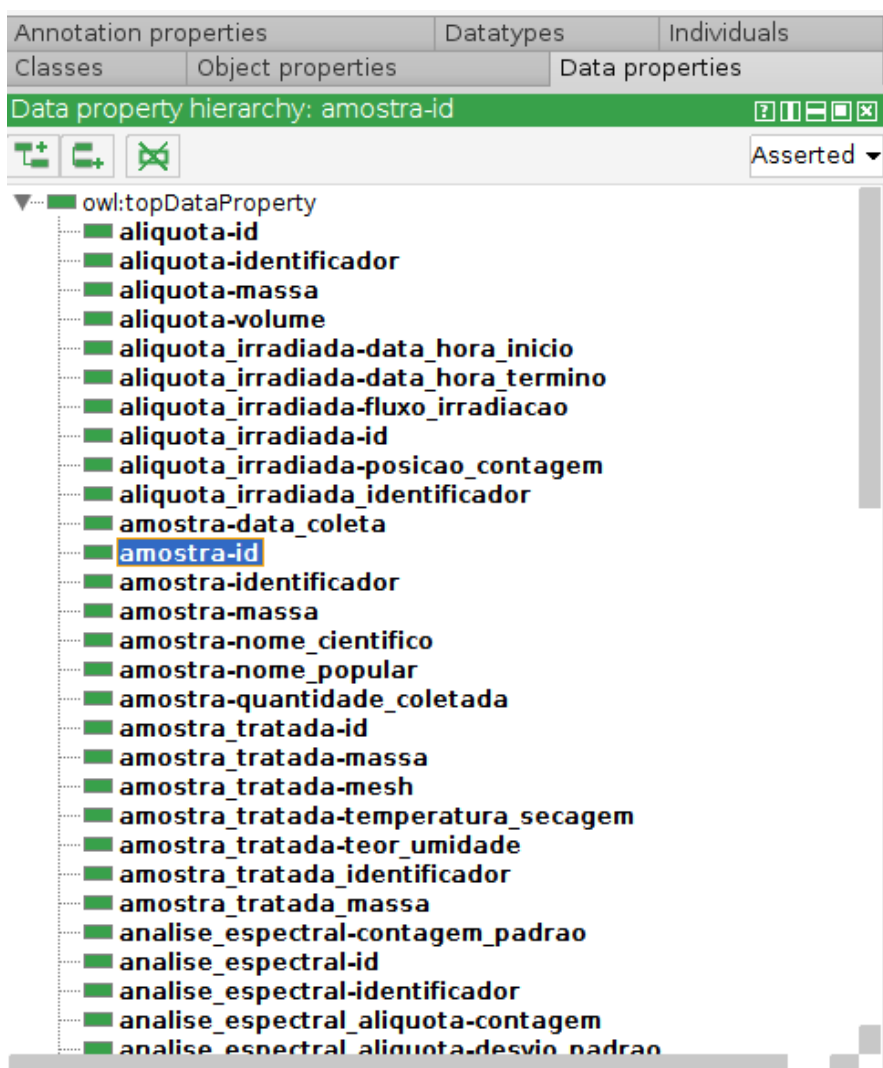 Annotation properties Datatypes Individuals
Classes Object properties Data properties
Data property hierarchy: amostra-id
Asserted
owl:topDataProperty
aliquota-id
aliquota-identificador
aliquota-massa
aliquota-volume
aliquota_irradiada-data_hora_inicio
aliquota_irradiada-data_hora_termino
aliquota_irradiada-fluxo_irradiacao
aliquota_irradiada-id
aliquota_irradiada-posicao_contagem
aliquota_irradiada_identificador
amostra-data_coleta
amostra-id
amostra-identificador
amostra-massa
amostra-nome_cientifico
amostra-nome_popular
amostra-quantidade_coletada
amostra_tratada-id
amostra_tratada-massa
amostra_tratada-mesh
amostra_tratada-temperatura_secagem
amostra_tratada-teor_umidade
amostra_tratada_identificador
amostra_tratada_massa
analise_espectral-contagem_padrao
analise_espectral-id
analise_espectral-identificador
analise_espectral_aliquota-contagem
analise_espectral_aliquota-desvio_padrao